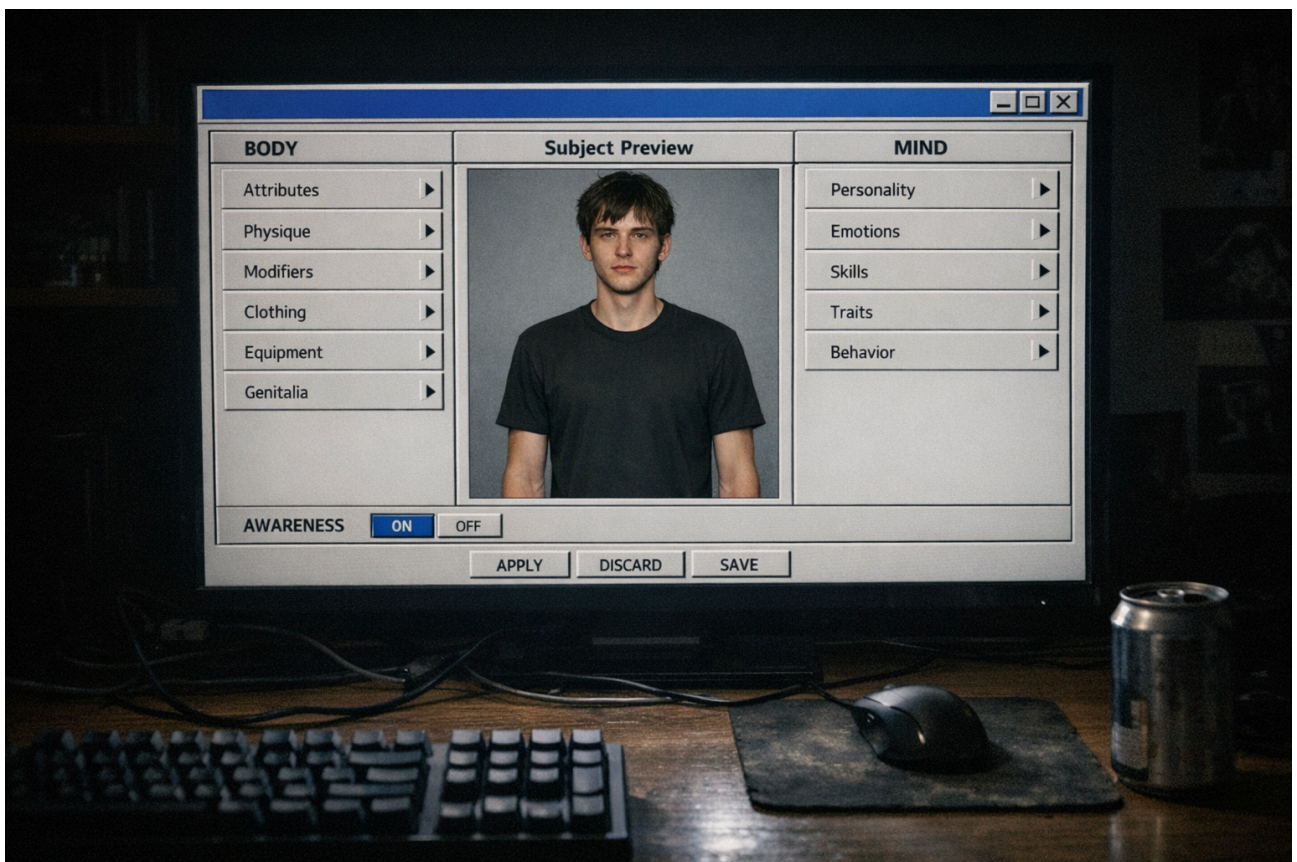 BODY
Subject Preview
MIND
Attributes
Physique
Modifiers
Clothing
Equipment
Genitalia
Personality
Emotions
Skills
Traits
Behavior
AWARENESS ON OFF
APPLY DISCARD SAVE